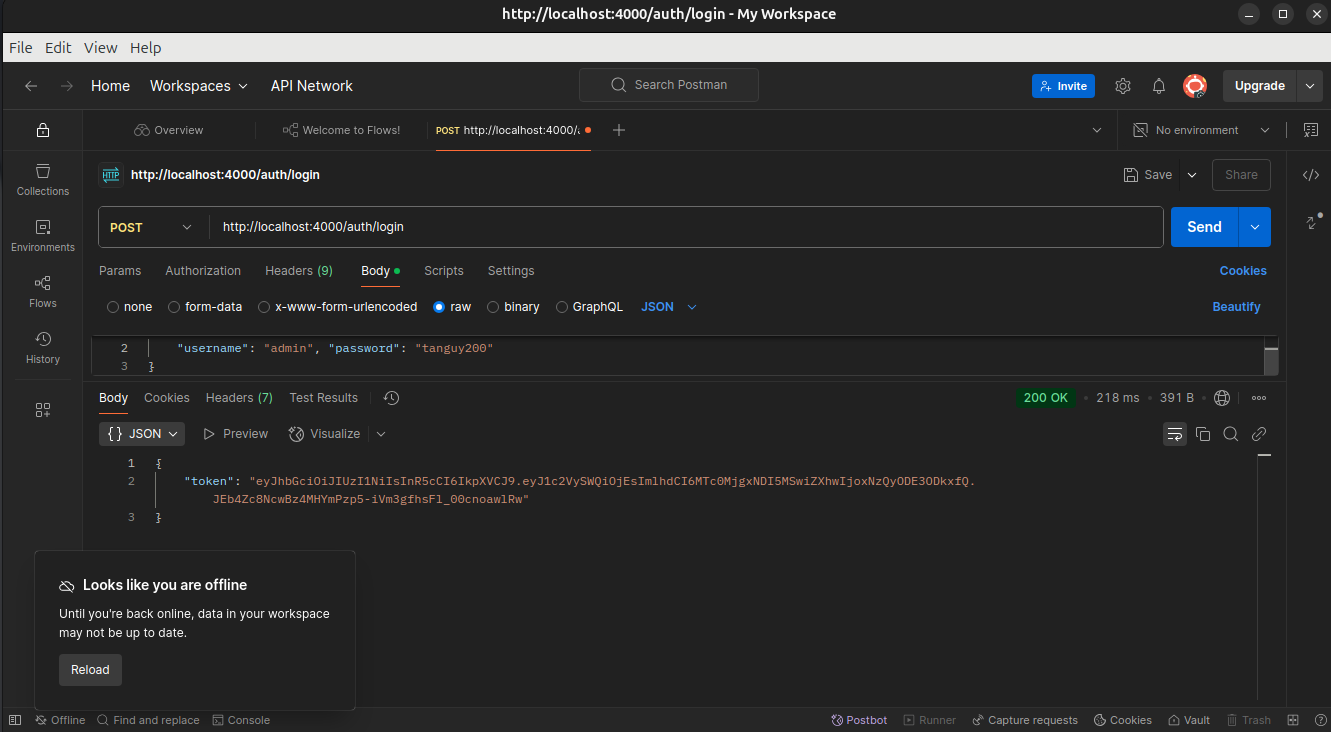 http://localhost:4000/auth/login - My Workspace
File Edit View Help
Home Workspaces API Network Search Postman Invite Upgrade
Overview Welcome to Flows! POST http://localhost:4000/a No environment
HTTP http://localhost:4000/auth/login Save Share
Collections
POST http://localhost:4000/auth/login Send
Environments
Params Authorization Headers (9) Body Scripts Settings Cookies
Flows
none form-data x-www-form-urlencoded raw binary GraphQL JSON Beautify
History
2 "username": "admin", "password": "tanguy200"
3 }
Body Cookies Headers (7) Test Results 200 OK 218 ms 391 B
{} JSON Preview Visualize
1 {
2 "token": "eyJhbGciOiJIUzI1NiIsInR5cCI6IkpXVCJ9.eyJ1c2VySWQiOjEsImlhdCI6MTc0MjgxNDI5MSwiZXhwIjoxNzQyODE3ODkxfQ.
JEb4Zc8NcwBz4MHYmPzp5-iVm3gfhsFl_00cnoawlRw"
3 }
Looks like you are offline
Until you're back online, data in your workspace
may not be up to date.
Reload
Offline Find and replace Console Postbot Runner Capture requests Cookies Vault Trash